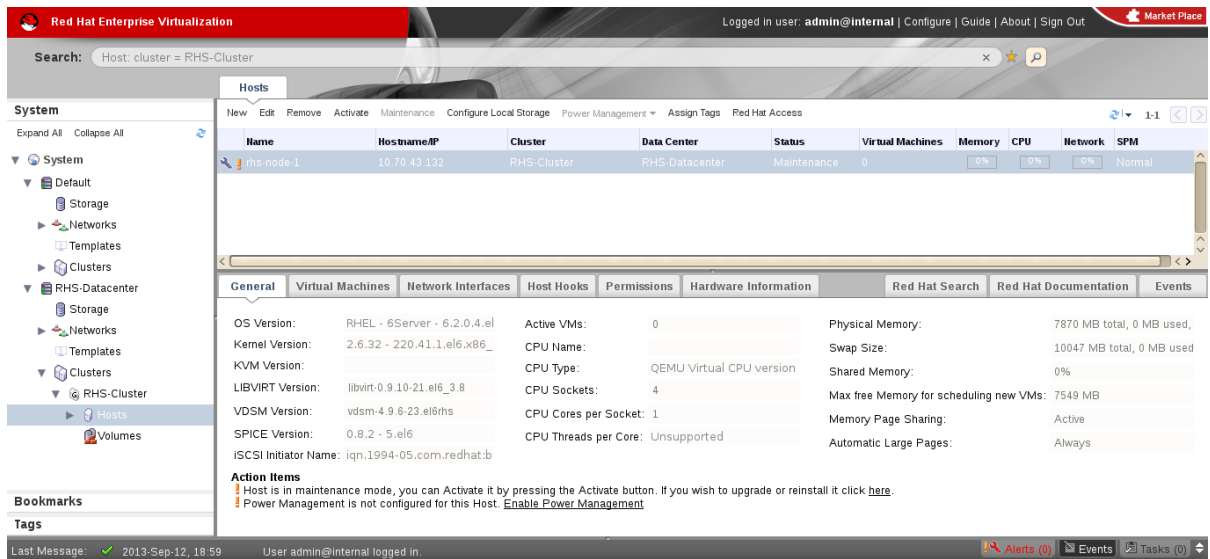 Red Hat Enterprise Virtualization
Logged in user: admin@internal | Configure | Guide | About | Sign Out
Market Place
Search: Host: cluster = RHS-Cluster
Hosts
System
Expand All Collapse All
System
Default
Storage
Networks
Templates
Clusters
RHS-Datacenter
Storage
Networks
Templates
Clusters
RHS-Cluster
Hosts
Volumes
Bookmarks
Tags
New Edit Remove Activate Maintenance Configure Local Storage Power Management Assign Tags Red Hat Access 1-1
Name Hostname/IP Cluster Data Center Status Virtual Machines Memory CPU Network SPM
rhs-node-1 10.70.43.132 RHS-Cluster RHS-Datacenter Maintenance 0 0% 0% 0% Normal
General Virtual Machines Network Interfaces Host Hooks Permissions Hardware Information Red Hat Search Red Hat Documentation Events
OS Version: RHEL - 6Server - 6.2.0.4.el
Kernel Version: 2.6.32 - 220.41.1.el6.x86_
KVM Version:
LIBVIRT Version: libvirt-0.9.10-21.el6_3.8
VDSM Version: vdsm-4.9.6-23.el6rhs
SPICE Version: 0.8.2 - 5.el6
iSCSI Initiator Name: iqn.1994-05.com.redhat:b
Active VMs: 0
CPU Name:
CPU Type: QEMU Virtual CPU version
CPU Sockets: 4
CPU Cores per Socket: 1
CPU Threads per Core: Unsupported
Physical Memory: 7870 MB total, 0 MB used,
Swap Size: 10047 MB total, 0 MB used
Shared Memory: 0%
Max free Memory for scheduling new VMs: 7549 MB
Memory Page Sharing: Active
Automatic Large Pages: Always
Action Items
Host is in maintenance mode, you can Activate it by pressing the Activate button. If you wish to upgrade or reinstall it click here.
Power Management is not configured for this Host. Enable Power Management
Last Message: 2013-Sep-12, 18:59 User admin@internal logged in. Alerts (0) Events Tasks (0)